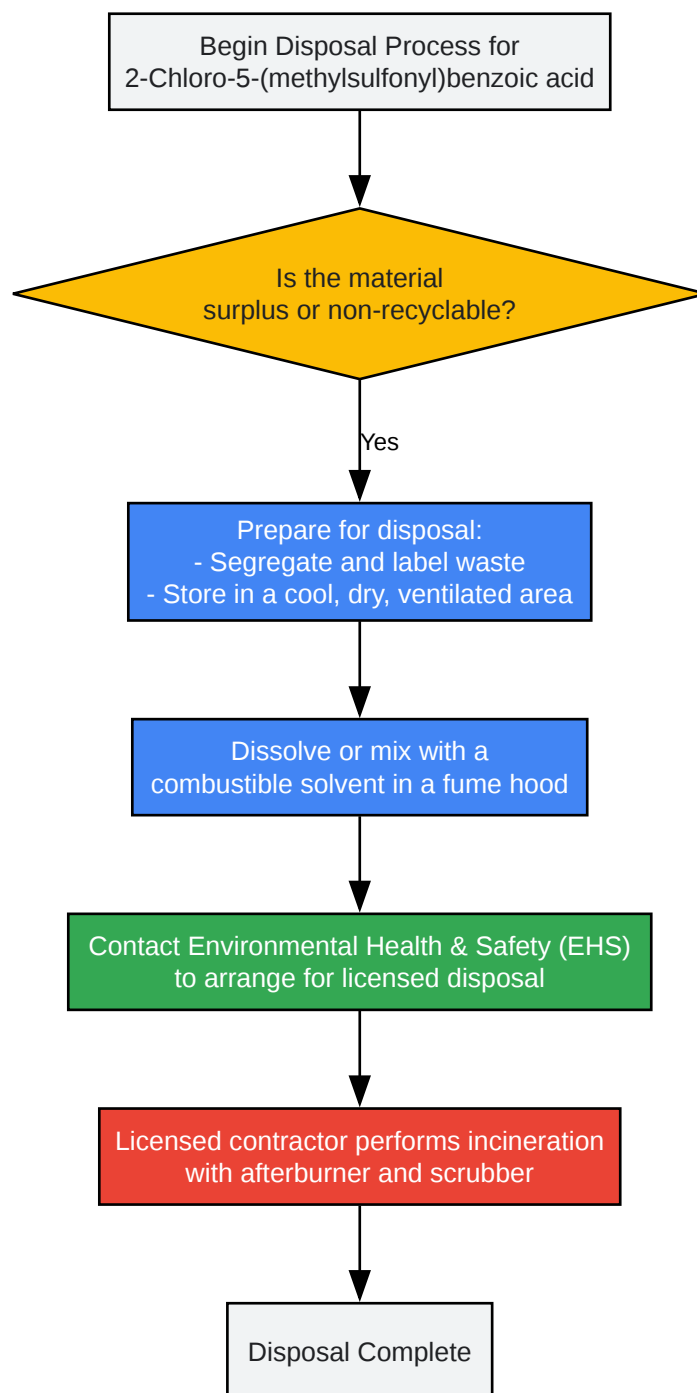 Begin Disposal Process for
2-Chloro-5-(methylsulfonyl)benzoic acid
Is the material
surplus or non-recyclable?
Yes
Prepare for disposal:
- Segregate and label waste
- Store in a cool, dry, ventilated area
Dissolve or mix with a
combustible solvent in a fume hood
Contact Environmental Health & Safety (EHS)
to arrange for licensed disposal
Licensed contractor performs incineration
with afterburner and scrubber
Disposal Complete